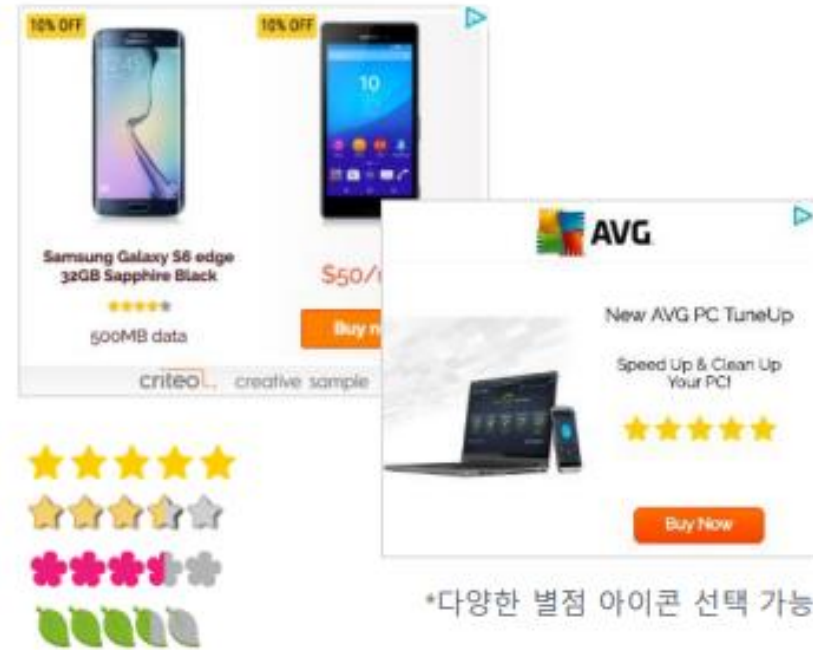 10% OFF
10% OFF
10
Samsung Galaxy S6 edge
32GB Sapphire Black
500MB data
$50/
Buy
criteo creative sample
AVG
New AVG PC TuneUp
Speed Up & Clean Up
Your PC!
Buy Now
*다양한 별점 아이콘 선택 가능